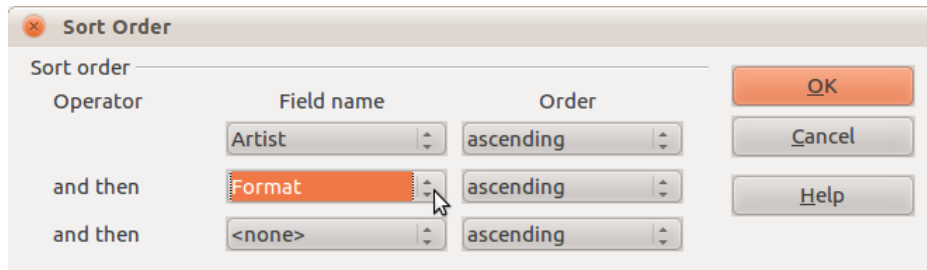 Sort Order
Sort order
Operator Field name Order
Artist ascending
and then Format ascending
and then <none> ascending
OK
Cancel
Help